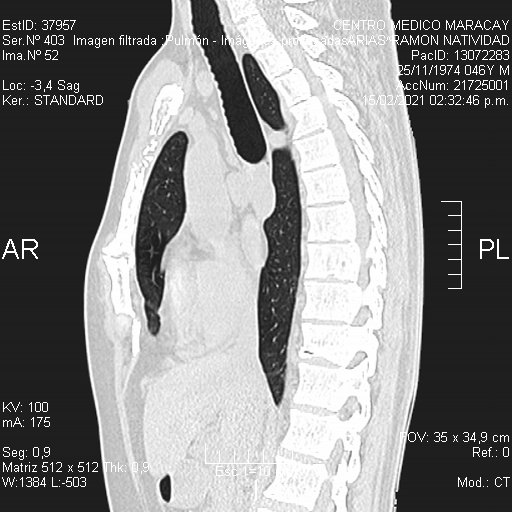 EstID: 37957
CENTRO MEDICO MARACAY
Ser.Nº 403 Imagen filtrada :Pulmón - Imágenes ARIAS^RAMON NATIVIDAD
Ima.Nº 52
PacID: 13072283
25/11/1974 046Y M
Loc: -3,4 Sag
AccNum: 21725001
Ker.: STANDARD
15/02/2021 02:32:46 p.m.
AR
PL
KV: 100
mA: 175
FOV: 35 x 34,9 cm
Seg: 0,9
Ref.: 0
Matriz 512 x 512 Thk: 0,9
W:1384 L:-503
Mod.: CT